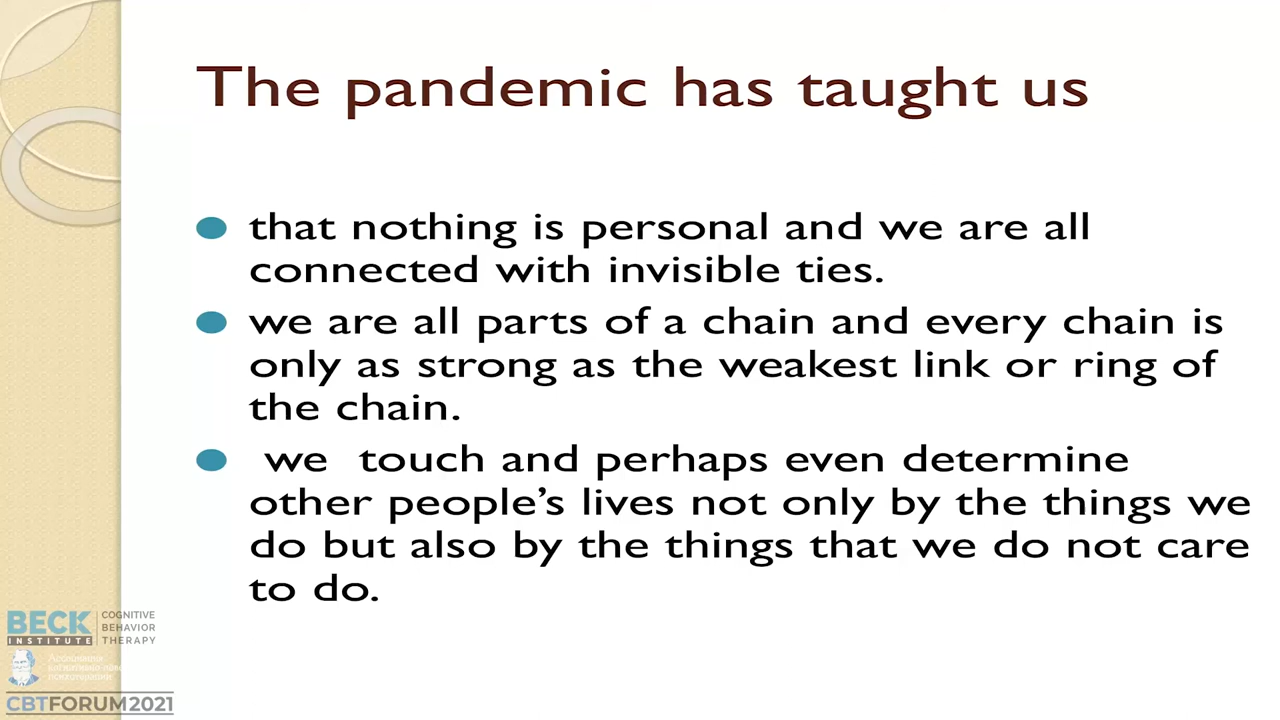 The pandemic has taught us
that nothing is personal and we are all
connected with invisible ties.
we are all parts of a chain and every chain is
only as strong as the weakest link or ring of
the chain.
we touch and perhaps even determine
other people’s lives not only by the things we
do but also by the things that we do not care
to do.
BECK
INSTITUTE
COGNITIVE
BEHAVIOR
THERAPY
Ассоциация
психотерапии
CBTFORUM2021